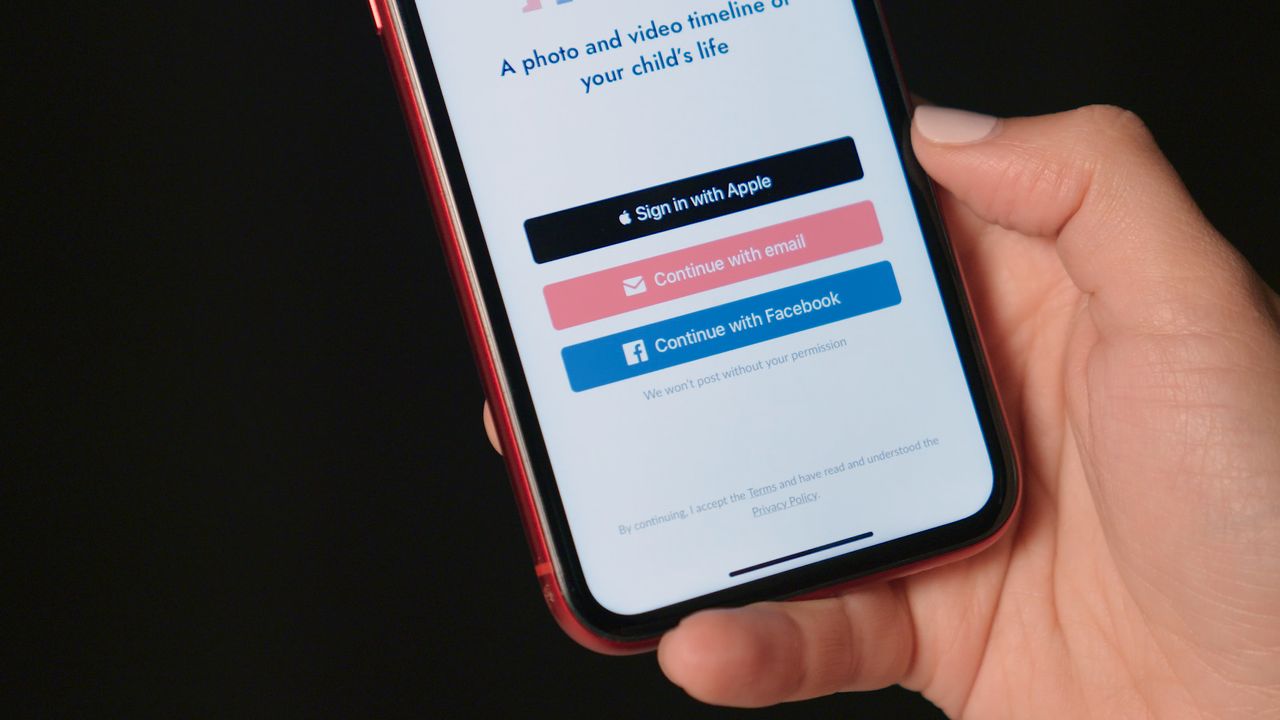 A photo and video timeline of
your child's life
Sign in with Apple
Continue with email
Continue with Facebook
We won't post without your permission
By continuing, I accept the Terms and have read and understood the
Privacy Policy.